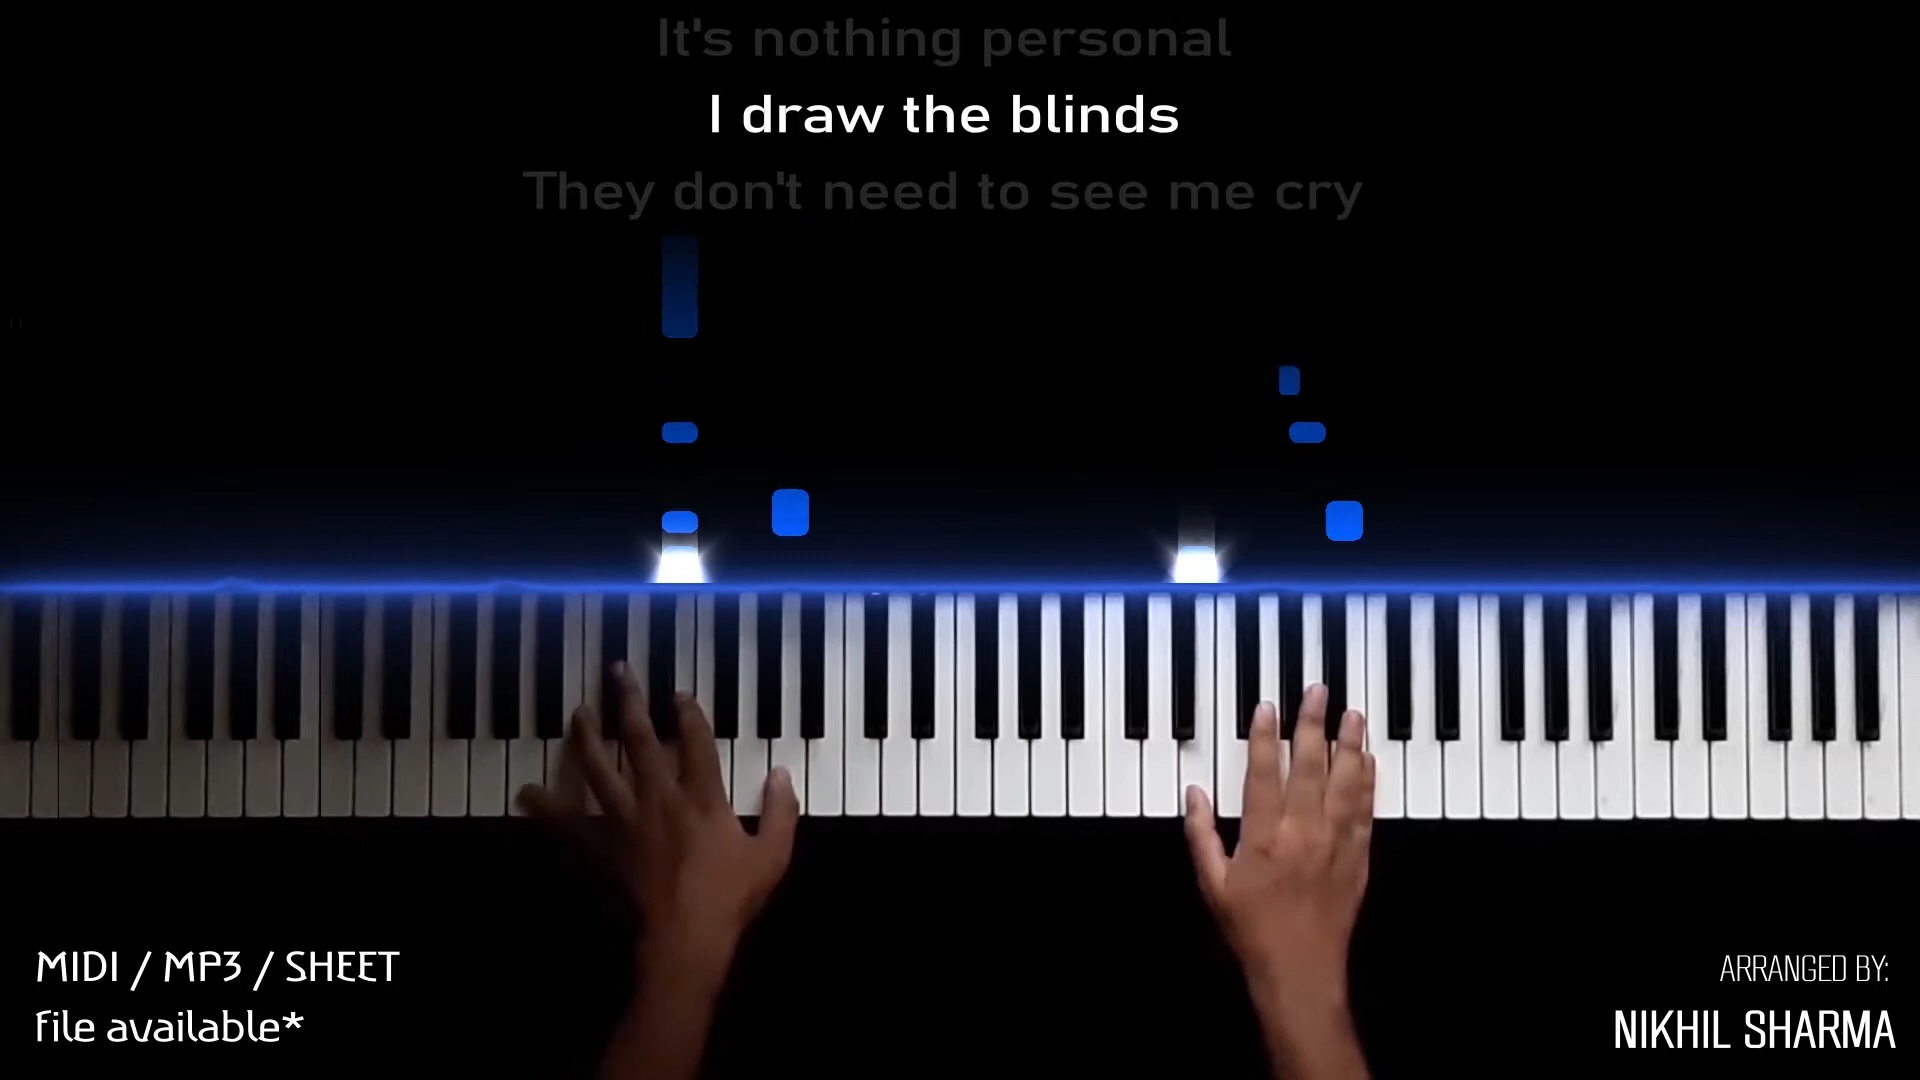 It's nothing personal
I draw the blinds
They don't need to see me cry
MIDI / MP3 / SHEET
file available*
ARRANGED BY:
NIKHIL SHARMA